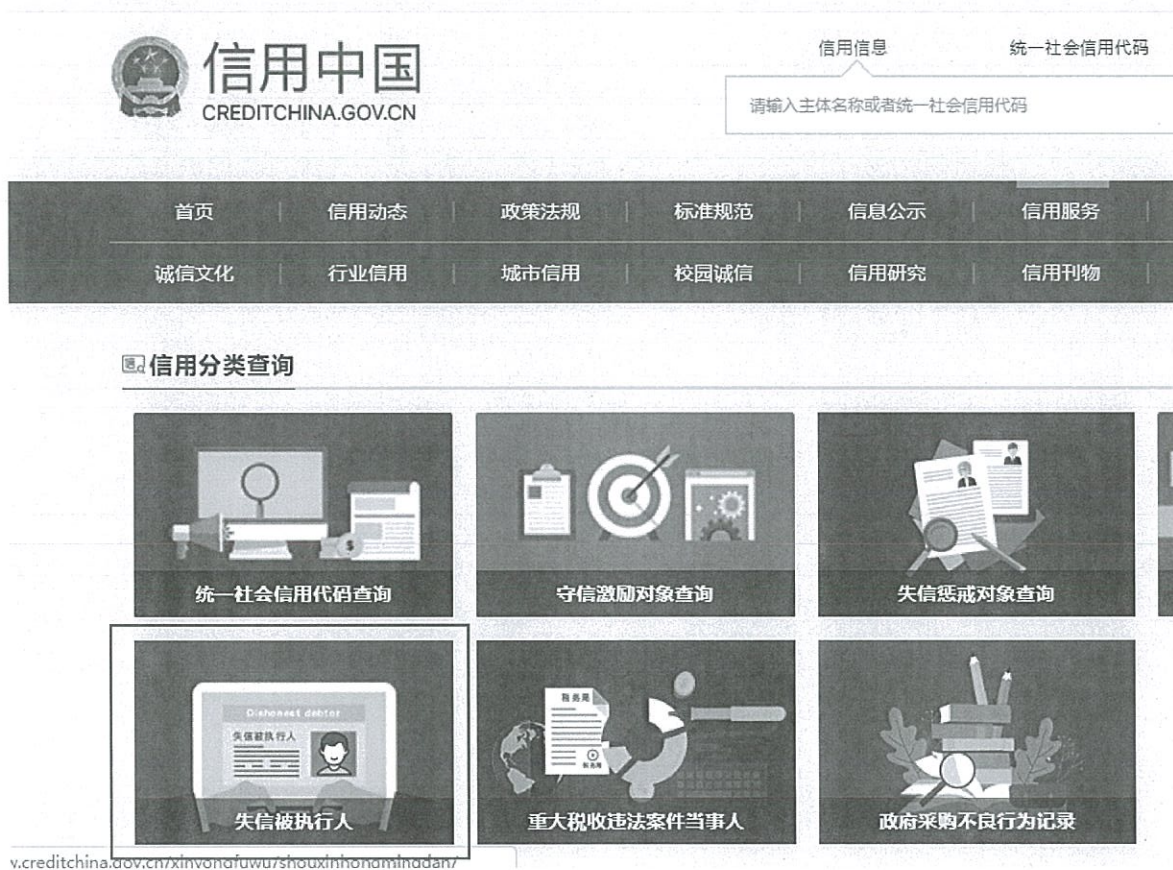 信用中国
CREDITCHINA.GOV.CN
信用信息 统一社会信用代码
请输入主体名称或者统一社会信用代码
首页 信用动态 政策法规 标准规范 信息公示 信用服务
诚信文化 行业信用 城市信用 校园诚信 信用研究 信用刊物
信用分类查询
统一社会信用代码查询 守信激励对象查询 失信惩戒对象查询
Dishonest debtor
失信被执行人
税务局
失信被执行人 重大税收违法案件当事人 政府采购不良行为记录
v.creditchina.gov.cn/xinyongfuwu/shouxinhongmingdan/